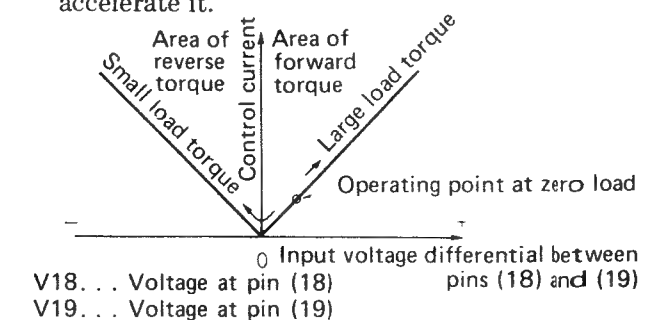 accelerate it.
Area of
reverse
torque
Control current
Area of
forward
torque
Small load torque
Large load torque
Operating point at zero load
0
Input voltage differential between
pins (18) and (19)
V18. . . Voltage at pin (18)
V19. . . Voltage at pin (19)